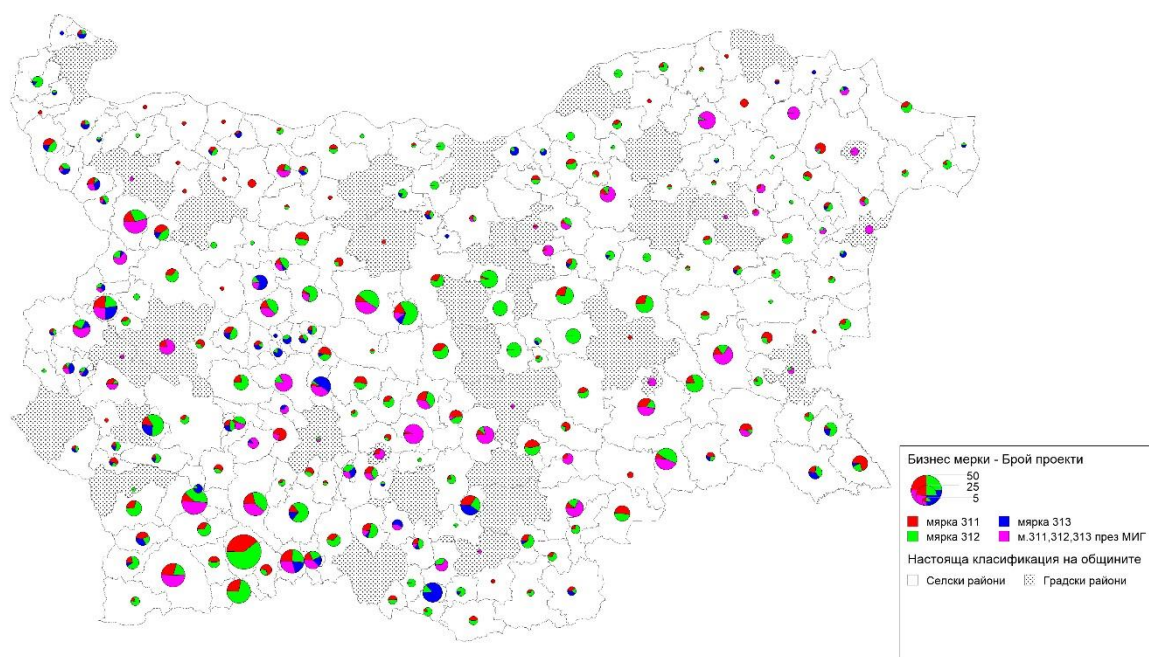 Бизнес мерки - Брой проекти
50
25
5
мярка 311
мярка 313
мярка 312
м.311,312,313 през МИГ
Настояща класификация на общините
Селски райони
Градски райони